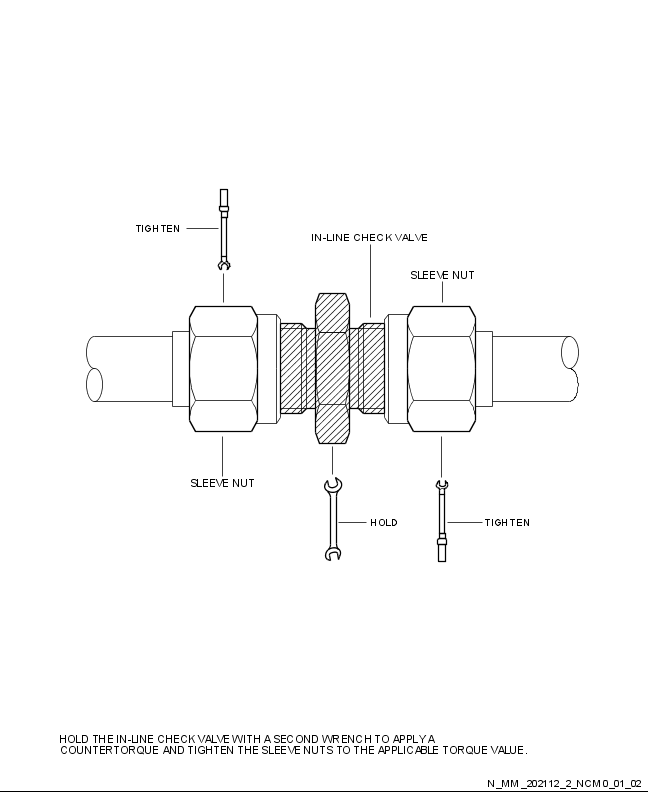 TIGHTEN
IN-LINE CHECK VALVE
SLEEVE NUT
SLEEVE NUT
HOLD
TIGHTEN
HOLD THE IN-LINE CHECK VALVE WITH A SECOND WRENCH TO APPLY A
COUNTERTORQUE AND TIGHTEN THE SLEEVE NUTS TO THE APPLICABLE TORQUE VALUE.
N_MM_202112_2_NCM0_01_02